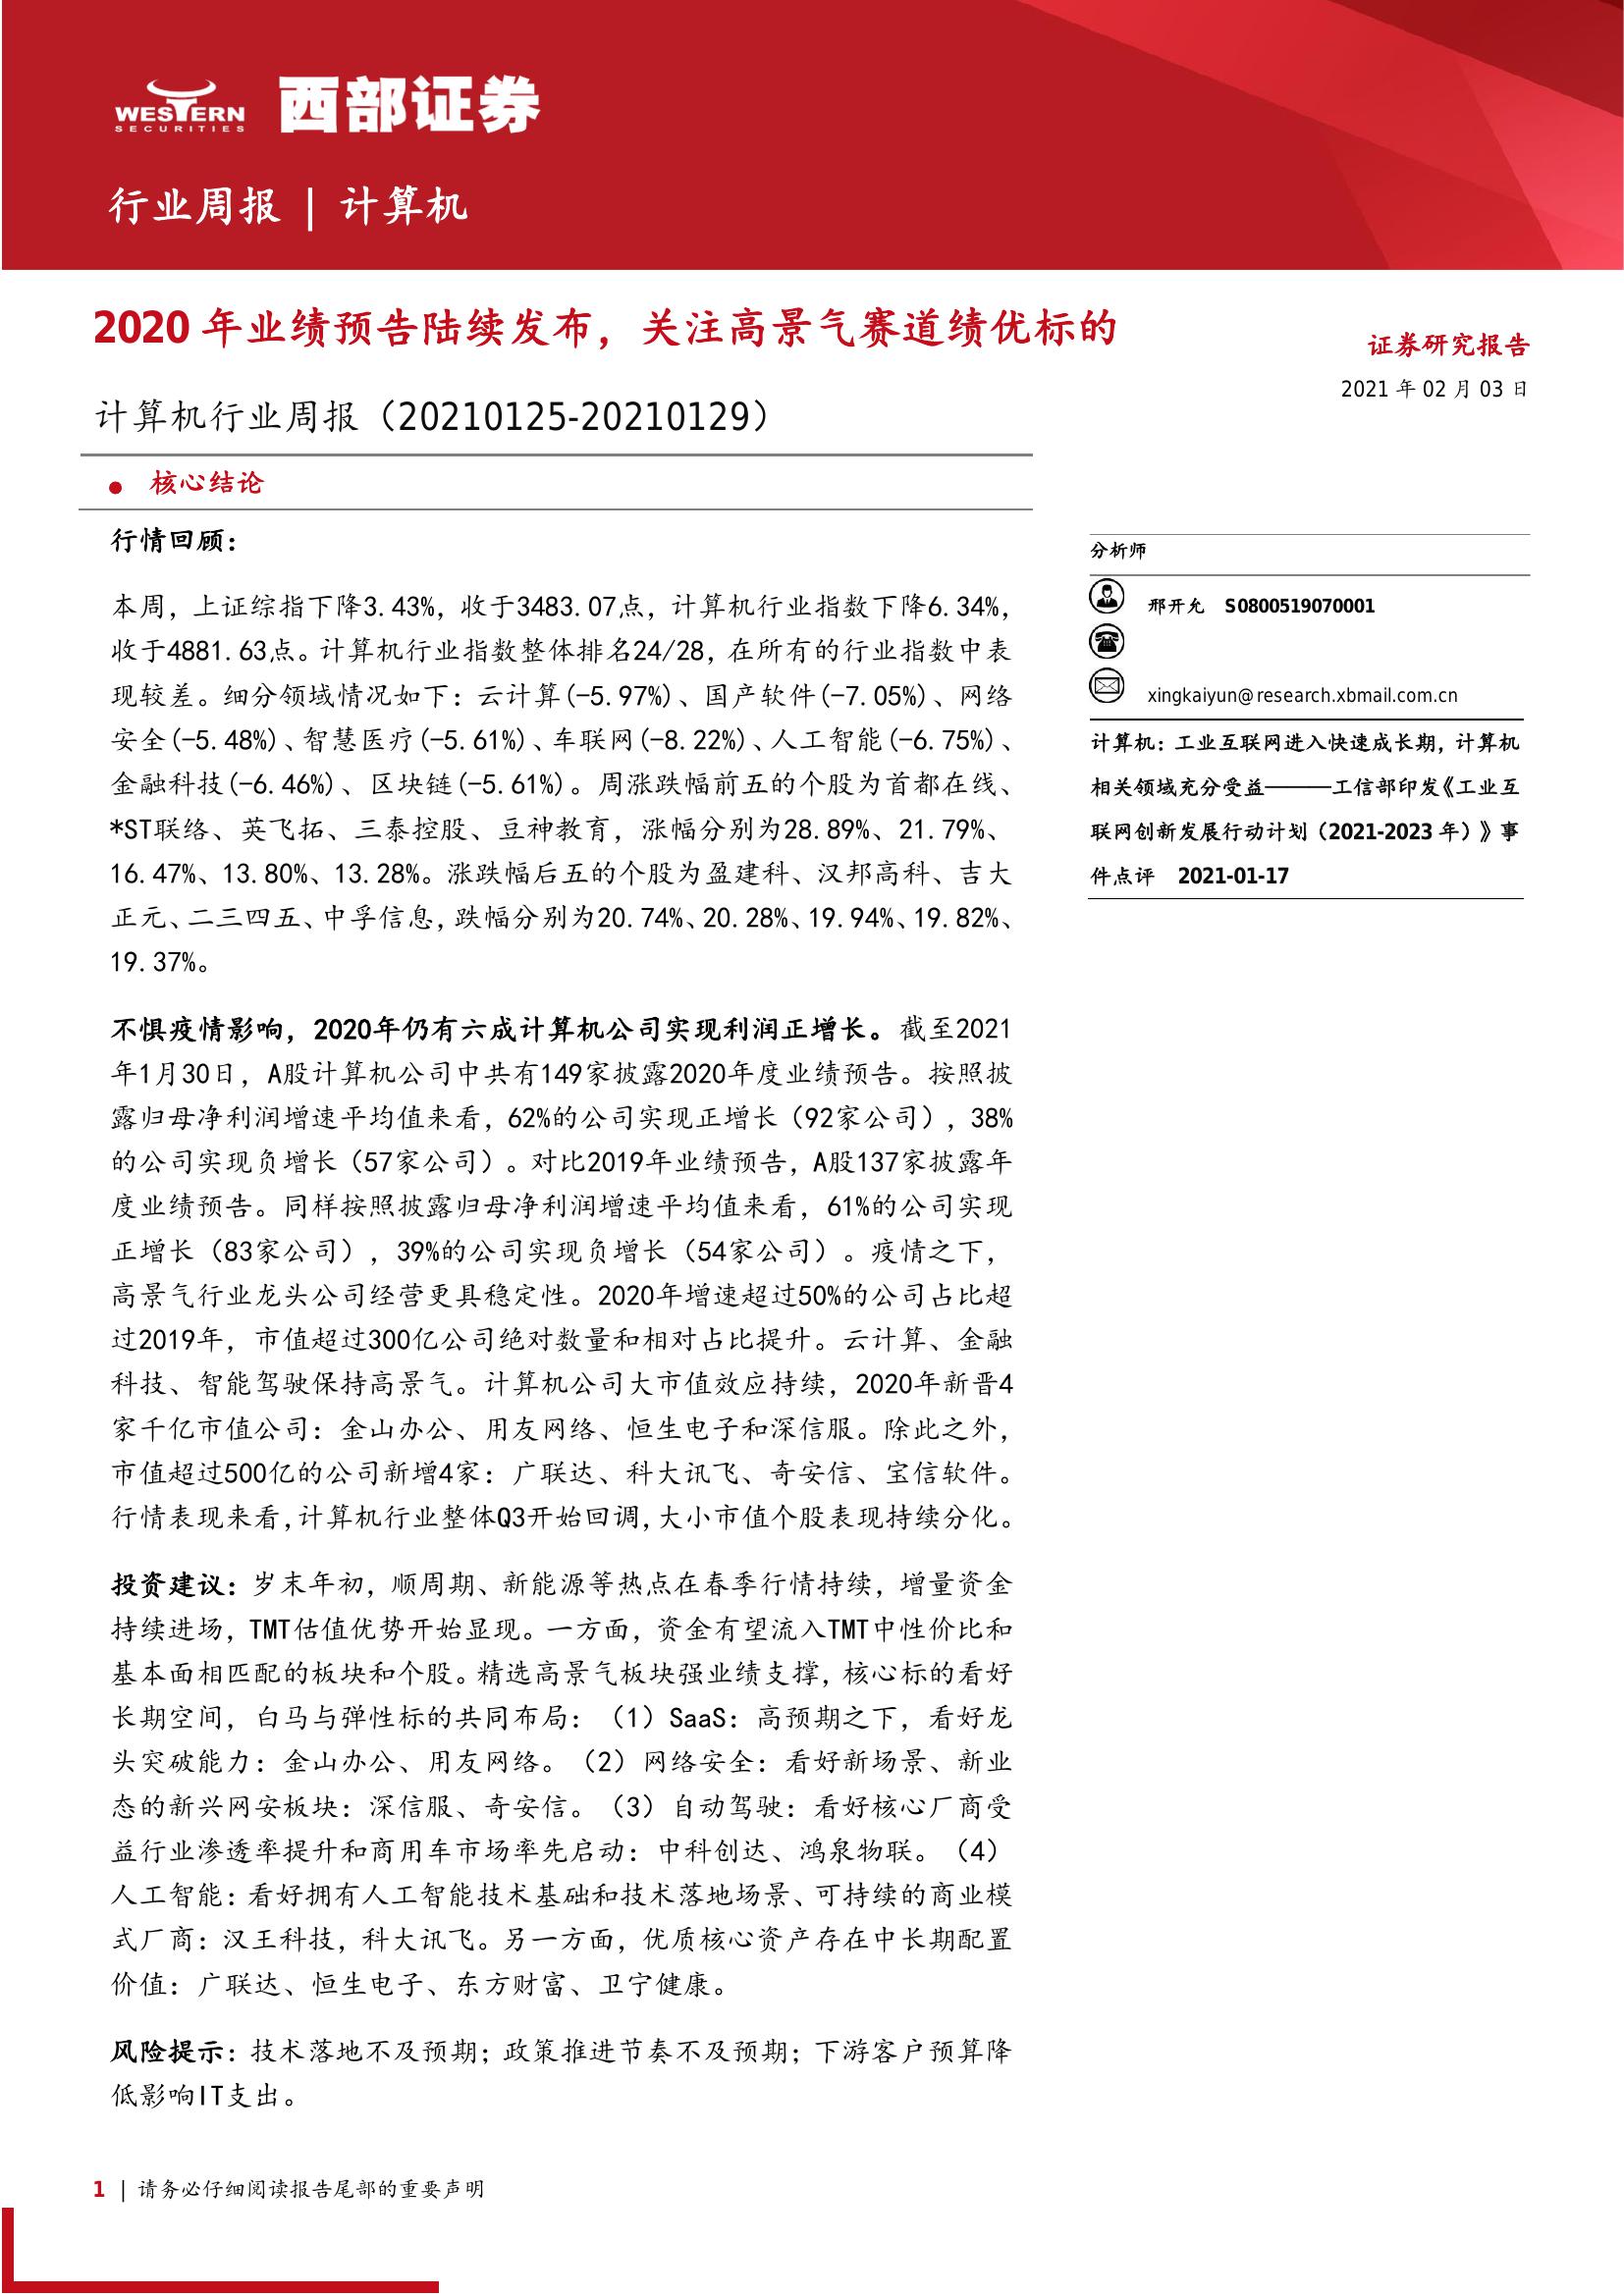 WESTERN
SECURITIES
西部证券
行业周报 | 计算机
2020 年业绩预告陆续发布，关注高景气赛道绩优标的
证券研究报告
2021 年 02 月 03 日
计算机行业周报（20210125-20210129）
● 核心结论
行情回顾：
本周，上证综指下降3.43%，收于3483.07点，计算机行业指数下降6.34%，
收于4881.63点。计算机行业指数整体排名24/28，在所有的行业指数中表
现较差。细分领域情况如下：云计算(-5.97%)、国产软件(-7.05%)、网络
安全(-5.48%)、智慧医疗(-5.61%)、车联网(-8.22%)、人工智能(-6.75%)、
金融科技(-6.46%)、区块链(-5.61%)。周涨跌幅前五的个股为首都在线、
*ST联络、英飞拓、三泰控股、豆神教育，涨幅分别为28.89%、21.79%、
16.47%、13.80%、13.28%。涨跌幅后五的个股为盈建科、汉邦高科、吉大
正元、二三四五、中孚信息，跌幅分别为20.74%、20.28%、19.94%、19.82%、
19.37%。
不惧疫情影响，2020年仍有六成计算机公司实现利润正增长。截至2021
年1月30日，A股计算机公司中共有149家披露2020年度业绩预告。按照披
露归母净利润增速平均值来看，62%的公司实现正增长（92家公司），38%
的公司实现负增长（57家公司）。对比2019年业绩预告，A股137家披露年
度业绩预告。同样按照披露归母净利润增速平均值来看，61%的公司实现
正增长（83家公司），39%的公司实现负增长（54家公司）。疫情之下，
高景气行业龙头公司经营更具稳定性。2020年增速超过50%的公司占比超
过2019年，市值超过300亿公司绝对数量和相对占比提升。云计算、金融
科技、智能驾驶保持高景气。计算机公司大市值效应持续，2020年新晋4
家千亿市值公司：金山办公、用友网络、恒生电子和深信服。除此之外，
市值超过500亿的公司新增4家：广联达、科大讯飞、奇安信、宝信软件。
行情表现来看，计算机行业整体Q3开始回调，大小市值个股表现持续分化。
投资建议：岁末年初，顺周期、新能源等热点在春季行情持续，增量资金
持续进场，TMT估值优势开始显现。一方面，资金有望流入TMT中性价比和
基本面相匹配的板块和个股。精选高景气板块强业绩支撑，核心标的看好
长期空间，白马与弹性标的共同布局：（1）SaaS：高预期之下，看好龙
头突破能力：金山办公、用友网络。（2）网络安全：看好新场景、新业
态的新兴网安板块：深信服、奇安信。（3）自动驾驶：看好核心厂商受
益行业渗透率提升和商用车市场率先启动：中科创达、鸿泉物联。（4）
人工智能：看好拥有人工智能技术基础和技术落地场景、可持续的商业模
式厂商：汉王科技，科大讯飞。另一方面，优质核心资产存在中长期配置
价值：广联达、恒生电子、东方财富、卫宁健康。
风险提示：技术落地不及预期；政策推进节奏不及预期；下游客户预算降
低影响IT支出。
分析师
邢开允 S0800519070001
xingkaiyun@research.xbmail.com.cn
计算机：工业互联网进入快速成长期，计算机
相关领域充分受益———工信部印发《工业互
联网创新发展行动计划（2021-2023 年）》事
件点评 2021-01-17
1 | 请务必仔细阅读报告尾部的重要声明